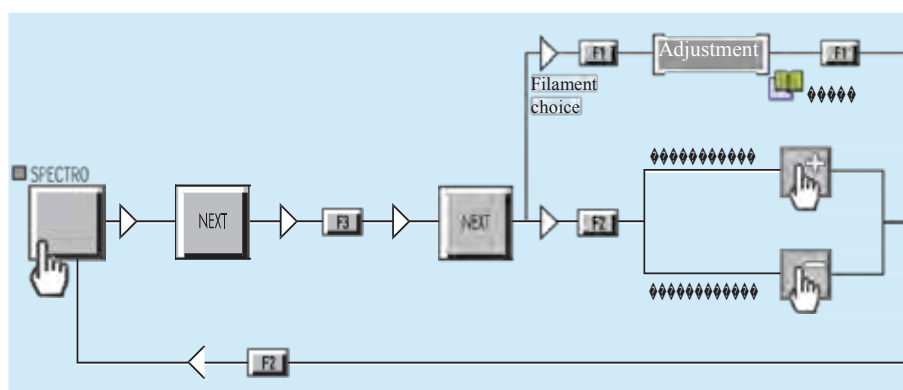 F1
Adjustment
F1
Filament
choice
SPECTRO
NEXT
F3
NEXT
F2
F2